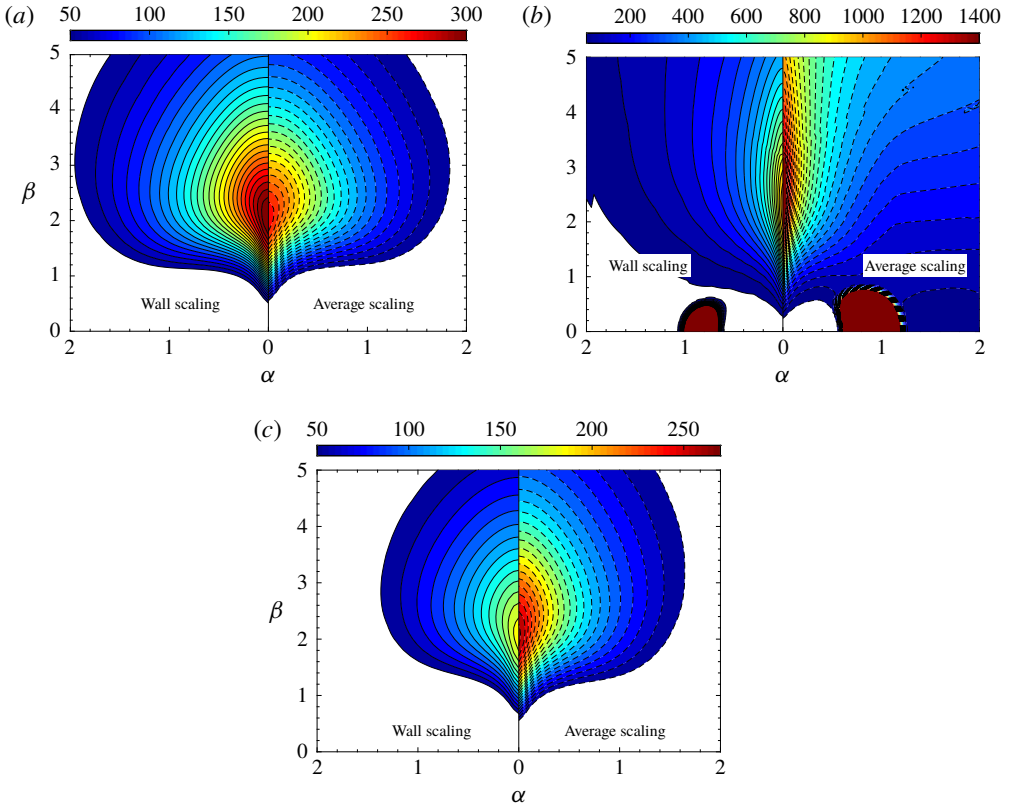 (a)
50 100 150 200 250 300
5
4
3
β
2
1
0
Wall scaling
Average scaling
2 1 0 1 2
α
(b)
200 400 600 800 1000 1200 1400
5
4
3
2
1
0
Wall scaling
Average scaling
2 1 0 1 2
α
(c)
50 100 150 200 250
5
4
3
β
2
1
0
Wall scaling
Average scaling
2 1 0 1 2
α